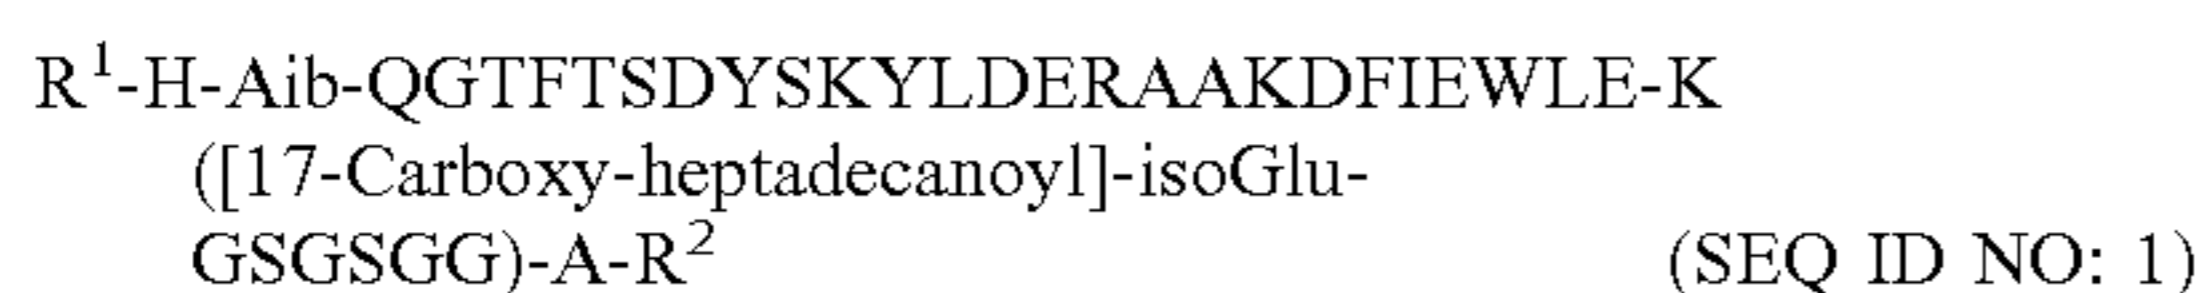 R¹-H-Aib-QGTFTSDYSKYLDERAAKDFIEWLE-K
([17-Carboxy-heptadecanoyl]-isoGlu-
GSGSGG)-A-R² (SEQ ID NO: 1)